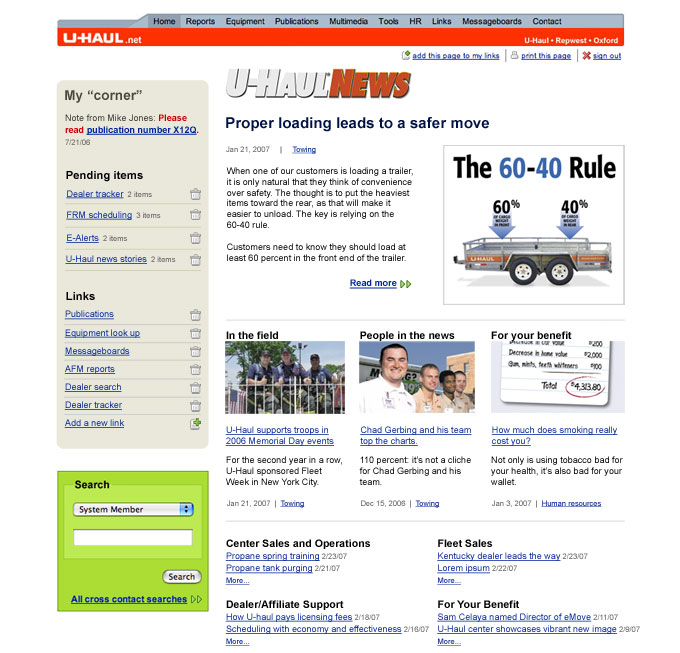 Home Reports Equipment Publications Multimedia Tools HR Links Messageboards Contact
U-HAUL.net
U-Haul • Repwest • Oxford
add this page to my links print this page sign out
My “corner”
Note from Mike Jones: Please
read publication number X12Q.
7/21/06
Pending items
Dealer tracker 2 items
FRM scheduling 3 items
E-Alerts 2 items
U-Haul news stories 2 items
Links
Publications
Equipment look up
Messageboards
AFM reports
Dealer search
Dealer tracker
Add a new link
Search
System Member
Search
All cross contact searches
U-HAUL NEWS
Proper loading leads to a safer move
Jan 21, 2007 | Towing
When one of our customers is loading a trailer,
it is only natural that they think of convenience
over safety. The thought is to put the heaviest
items toward the rear, as that will make it
easier to unload. The key is relying on the
60-40 rule.
Customers need to know they should load at
least 60 percent in the front end of the trailer.
Read more
The 60-40 Rule
60% 40%
OF CARGO
WEIGHT
IN FRONT
OF CARGO
WEIGHT
IN REAR
U-HAUL
In the field
U-Haul supports troops in
2006 Memorial Day events
For the second year in a row,
U-Haul sponsored Fleet
Week in New York City.
Jan 21, 2007 | Towing
People in the news
Chad Gerbing and his team
top the charts.
110 percent: it's not a cliche
for Chad Gerbing and his
team.
Dec 15, 2006 | Towing
For your benefit
$200
Decrease in home value $2,000
Gum, mints, teeth whiteners $100
Total $4,313.80
How much does smoking really
cost you?
Not only is using tobacco bad for
your health, it's also bad for your
wallet.
Jan 3, 2007 | Human resources
Center Sales and Operations
Propane spring training 2/23/07
Propane tank purging 2/21/07
More...
Fleet Sales
Kentucky dealer leads the way 2/23/07
Lorem ipsum 2/22/07
More...
Dealer/Affiliate Support
How U-haul pays licensing fees 2/18/07
Scheduling with economy and effectiveness 2/16/07
More...
For Your Benefit
Sam Celaya named Director of eMove 2/11/07
U-Haul center showcases vibrant new image 2/9/07
More...